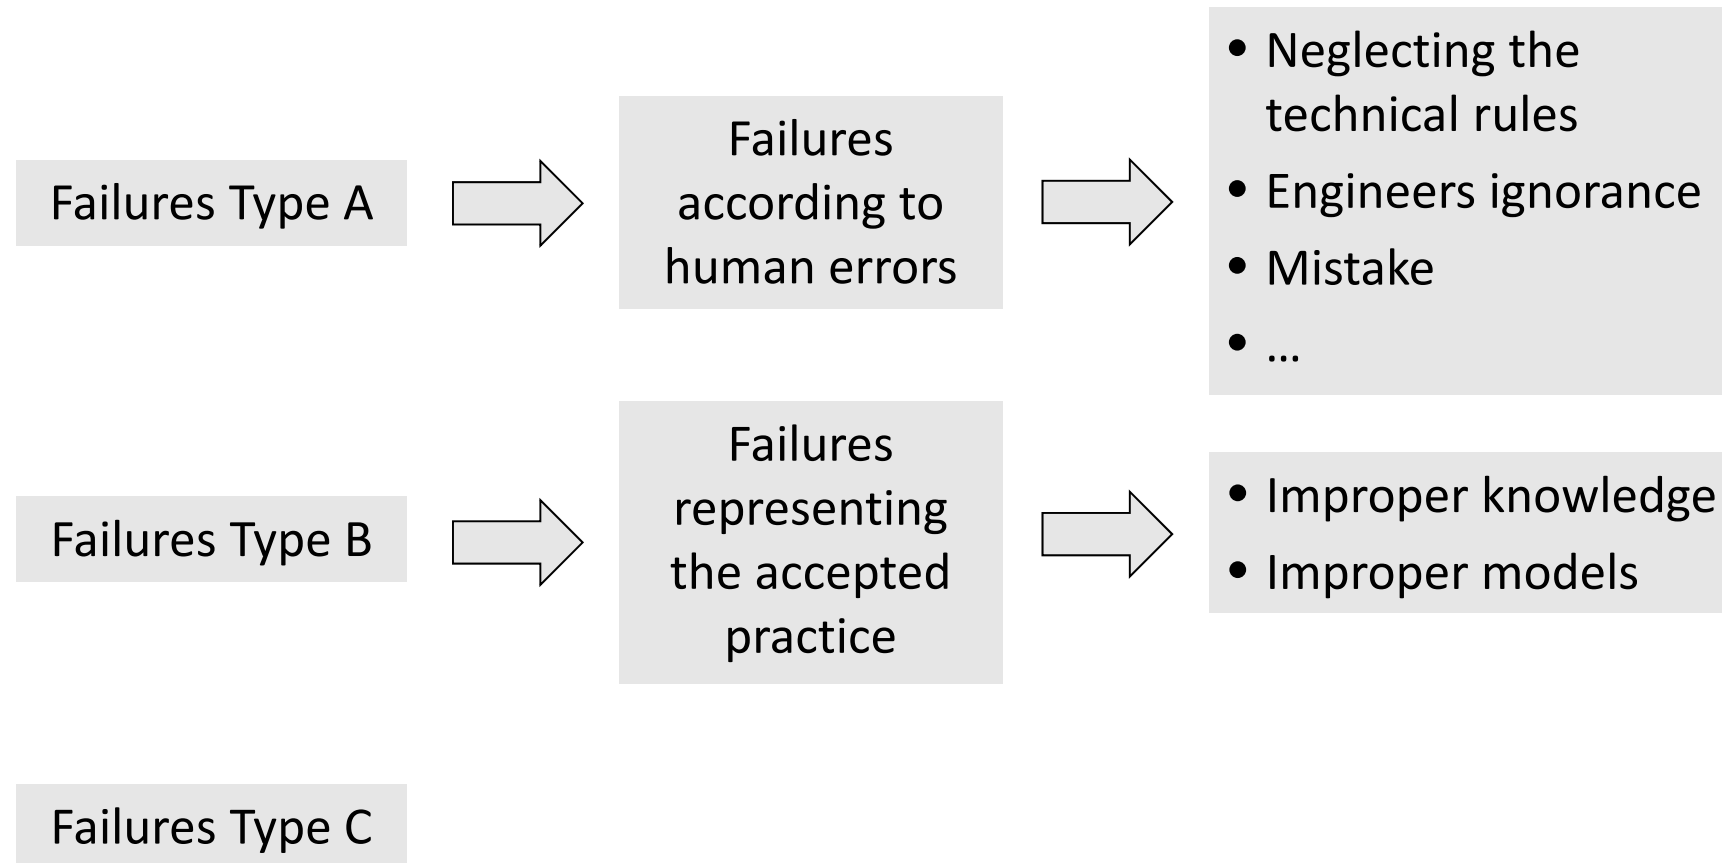 Failures Type A
Failures
according to
human errors
• Neglecting the
technical rules
• Engineers ignorance
• Mistake
• ...
Failures Type B
Failures
representing
the accepted
practice
• Improper knowledge
• Improper models
Failures Type C